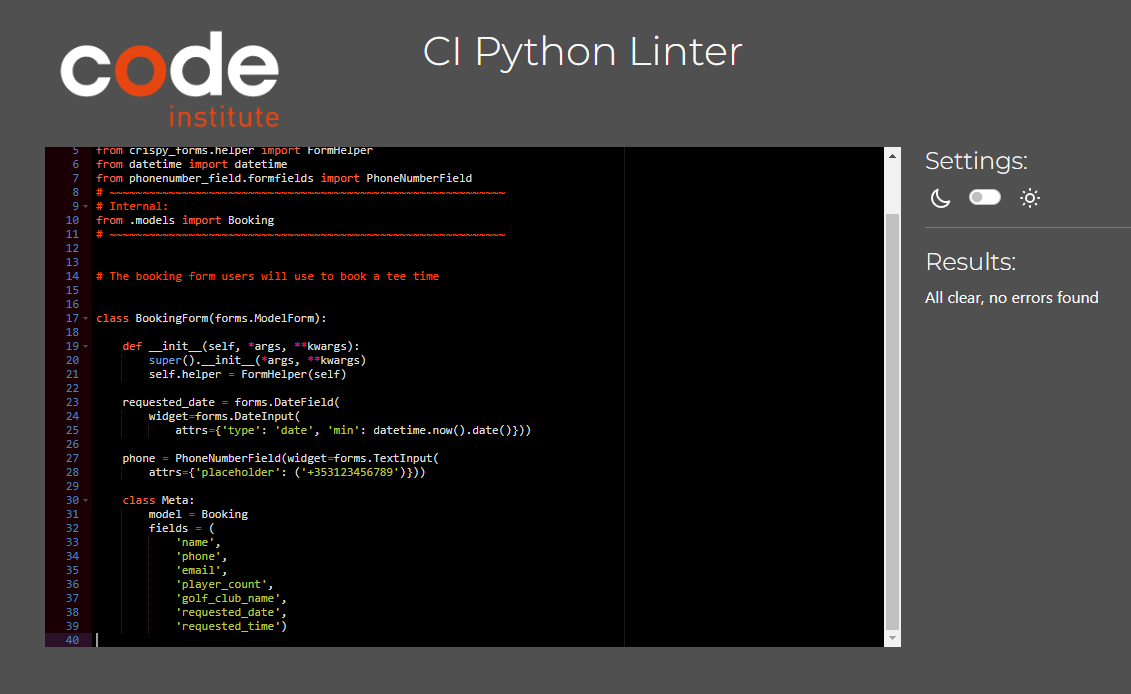 code
institute
CI Python Linter
5 from crispy_forms.helper import FormHelper
6 from datetime import datetime
7 from phonenumber_field.formfields import PhoneNumberField
8 # ~~~~~~~~~~~~~~~~~~~~~~~~~~~~~~~~~~~~~~~~~~~~~~~~~~~~~~~~~~~~
9 # Internal:
10 from .models import Booking
11 # ~~~~~~~~~~~~~~~~~~~~~~~~~~~~~~~~~~~~~~~~~~~~~~~~~~~~~~~~~~~~
12
13
14 # The booking form users will use to book a tee time
15
16
17 class BookingForm(forms.ModelForm):
18
19     def __init__(self, *args, **kwargs):
20         super().__init__(*args, **kwargs)
21         self.helper = FormHelper(self)
22
23     requested_date = forms.DateField(
24         widget=forms.DateInput(
25             attrs={'type': 'date', 'min': datetime.now().date()}))
26
27     phone = PhoneNumberField(widget=forms.TextInput(
28         attrs={'placeholder': ('+353123456789')}))
29
30     class Meta:
31         model = Booking
32         fields = (
33             'name',
34             'phone',
35             'email',
36             'player_count',
37             'golf_club_name',
38             'requested_date',
39             'requested_time')
40
Settings:
Results:
All clear, no errors found